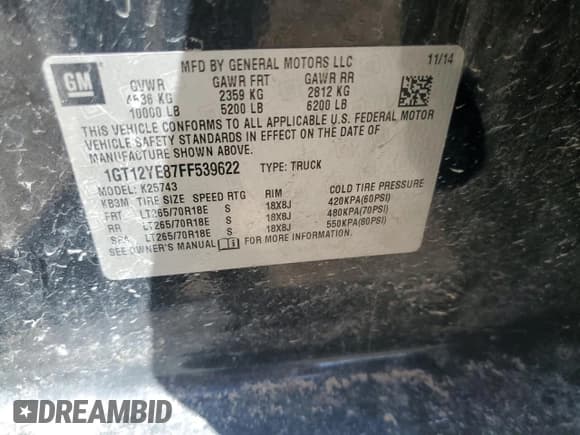 GM
MFD BY GENERAL MOTORS LLC 11/14
GVWR GAWR FRT GAWR RR
4536 KG 2359 KG 2812 KG
10000 LB 5200 LB 6200 LB
THIS VEHICLE CONFORMS TO ALL APPLICABLE U.S. FEDERAL MOTOR
VEHICLE SAFETY STANDARDS IN EFFECT ON THE DATE OF
MANUFACTURE SHOWN ABOVE.
1GT12YE87FF539622 TYPE: TRUCK
MODEL: K25743
KB3M TIRE SIZE SPEED RTG RIM COLD TIRE PRESSURE
FRT LT265/70R18E S 18X8J 420KPA(60PSI)
RR LT265/70R18E S 18X8J 480KPA(70PSI)
SPA LT265/70R18E S 18X8J 550KPA(80PSI)
SEE OWNER'S MANUAL FOR MORE INFORMATION.
DREAMBID